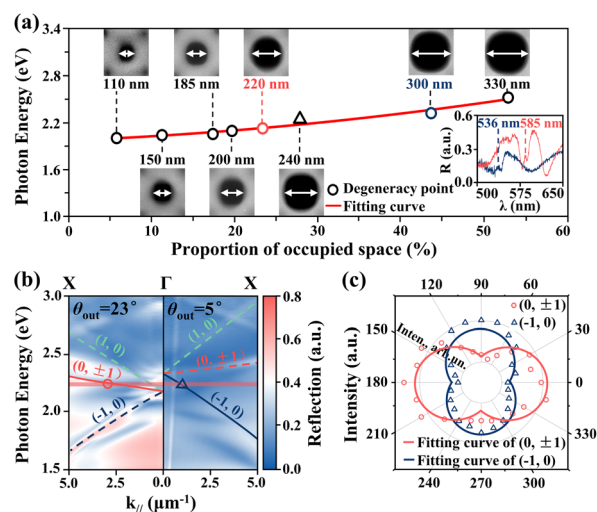 (a)
3.4
2.8
2.2
1.6
1.0
Photon Energy (eV)
110 nm
185 nm
220 nm
300 nm
330 nm
150 nm
200 nm
240 nm
0.6
0.3
0.0
R (a.u.)
536 nm
585 nm
500
575
650
λ (nm)
Degeneracy point
Fitting curve
0
10
20
30
40
50
60
Proportion of occupied space (%)
(b)
X
Γ
X
θout=23°
θout=5°
3.0
2.5
2.0
1.5
Photon Energy (eV)
(1, 0)
(0, ±1)
(-1, 0)
(1, 0)
(0, ±1)
(-1, 0)
5.0
2.5
0.0
2.5
5.0
k// (μm-1)
0.8
0.6
0.4
0.2
0.0
Reflection (a.u.)
(c)
120
90
60
(0, ±1)
(-1, 0)
150
30
Inten., arb.un.
Intensity (a.u.)
180
0
210
330
Fitting curve of (0, ±1)
Fitting curve of (-1, 0)
240
270
300